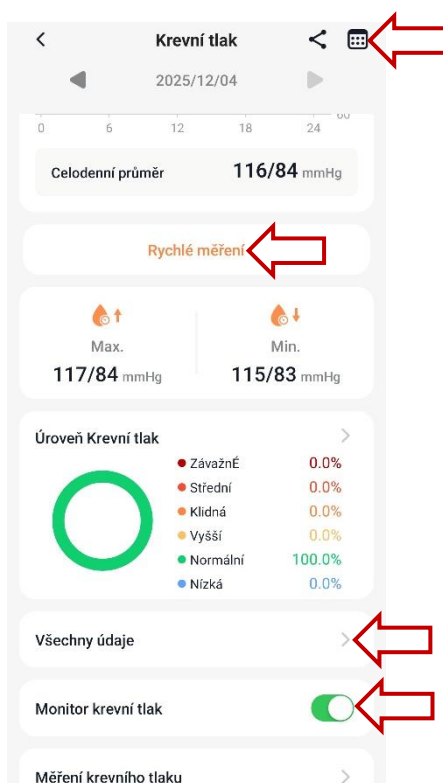 Krevní tlak
2025/12/04
60
0 6 12 18 24
Celodenní průměr 116/84 mmHg
Rychlé měření
Max. Min.
117/84 mmHg 115/83 mmHg
Úroveň Krevní tlak
ZávažnÉ 0.0%
Střední 0.0%
Klidná 0.0%
Vyšší 0.0%
Normální 100.0%
Nízká 0.0%
Všechny údaje
Monitor krevní tlak
Měření krevního tlaku